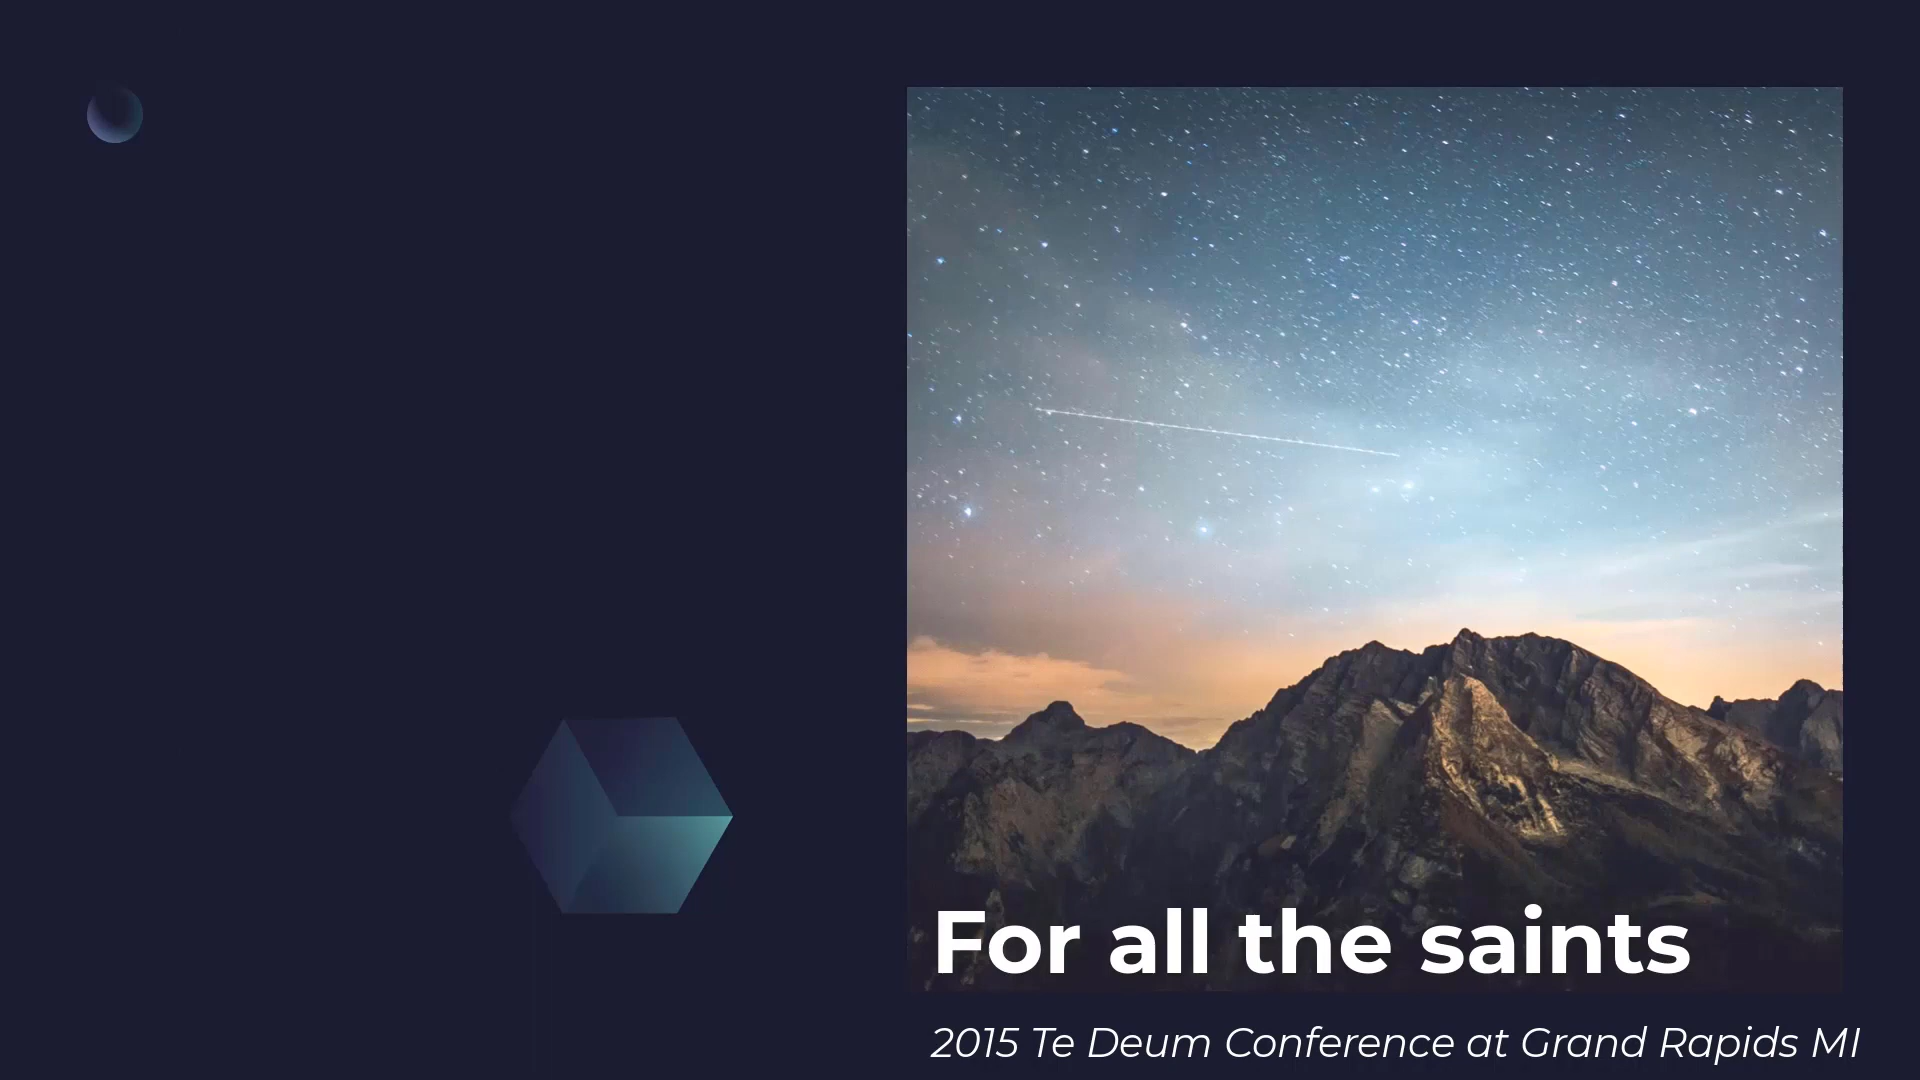 For all the saints
2015 Te Deum Conference at Grand Rapids MI